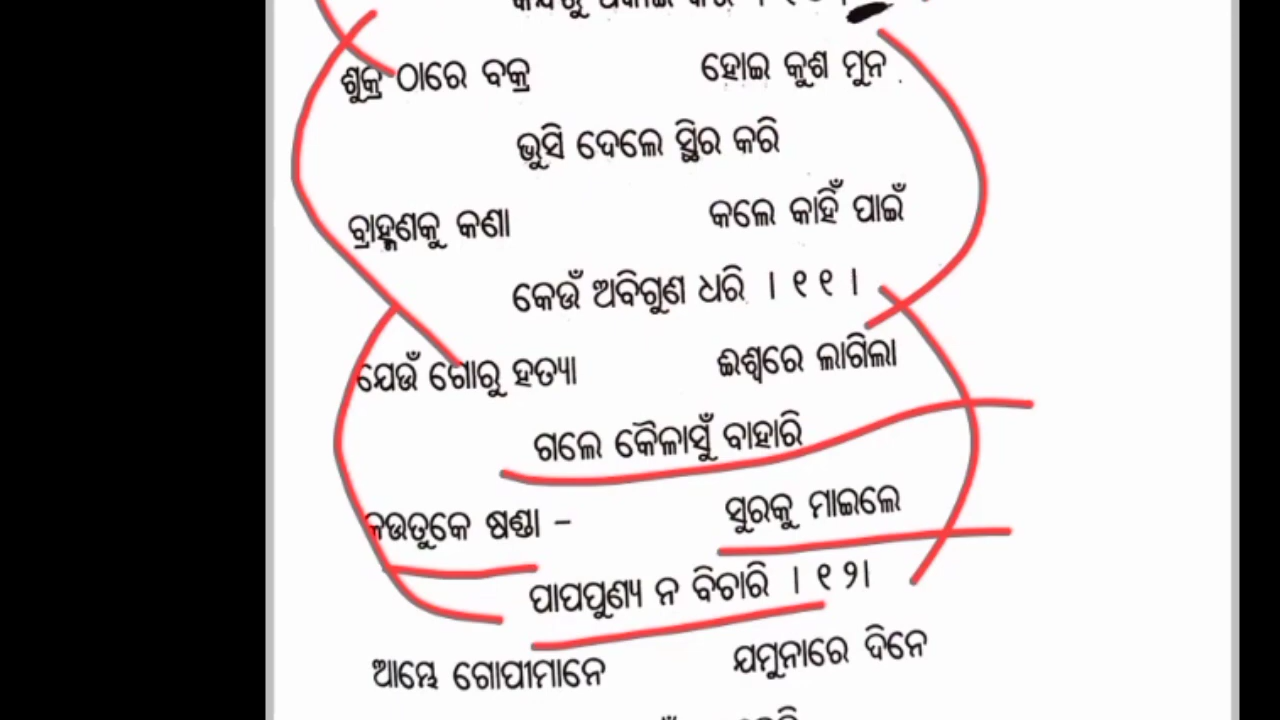 ଶୁକ୍ର ଠାରେ ବକ୍ର ହୋଇ କୁଶ ମୁନ
ଭୁସି ଦେଲେ ସ୍ଥିର କରି
ବ୍ରାହ୍ମଣକୁ କଣା କଲେ କାହିଁ ପାଇଁ
କେଉଁ ଅବିଗୁଣ ଧରି । ୧୧ ।
ଯେଉଁ ଗୋରୁ ହତ୍ୟା ଈଶ୍ୱରେ ଲାଗିଲା
ଗଲେ କୈଳାସୁଁ ବାହାରି
କଉତୁକେ ଷଣ୍ଢା – ସୁରକୁ ମାଇଲେ
ପାପପୁଣ୍ୟ ନ ବିଚାରି । ୧୨।
ଆମ୍ଭେ ଗୋପୀମାନେ ଯମୁନାରେ ଦିନେ